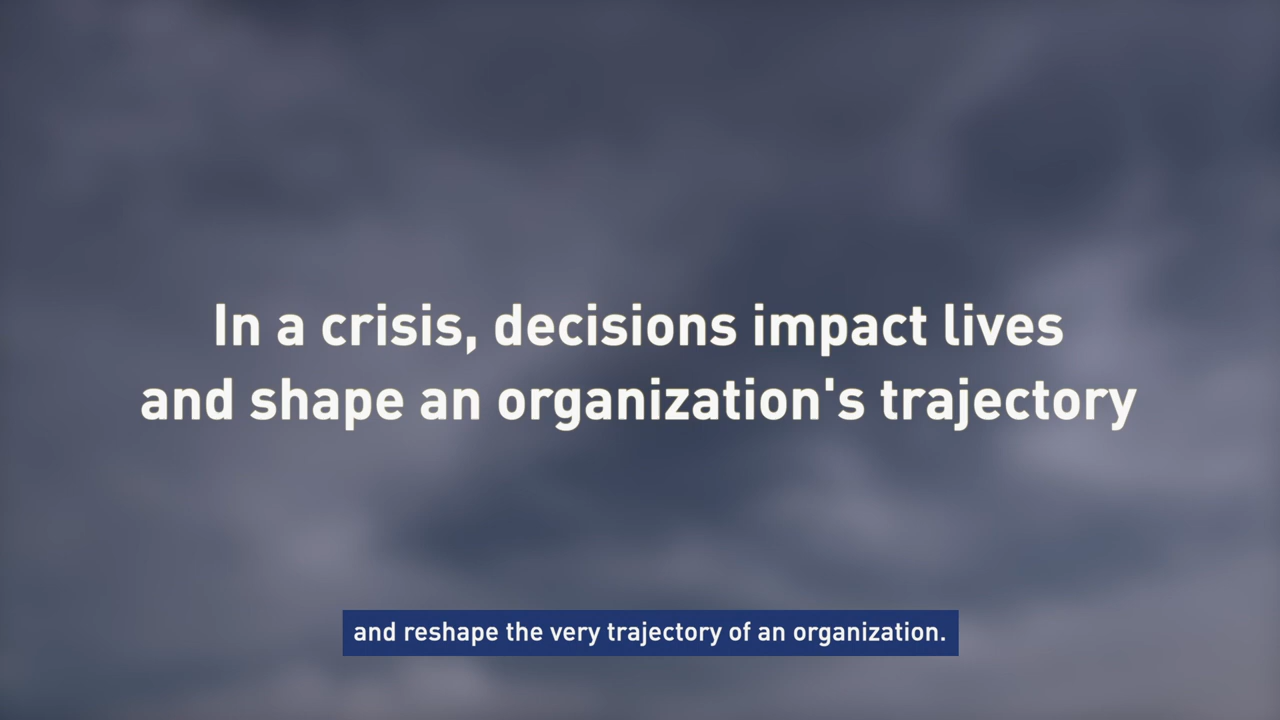 In a crisis, decisions impact lives
and shape an organization's trajectory
and reshape the very trajectory of an organization.